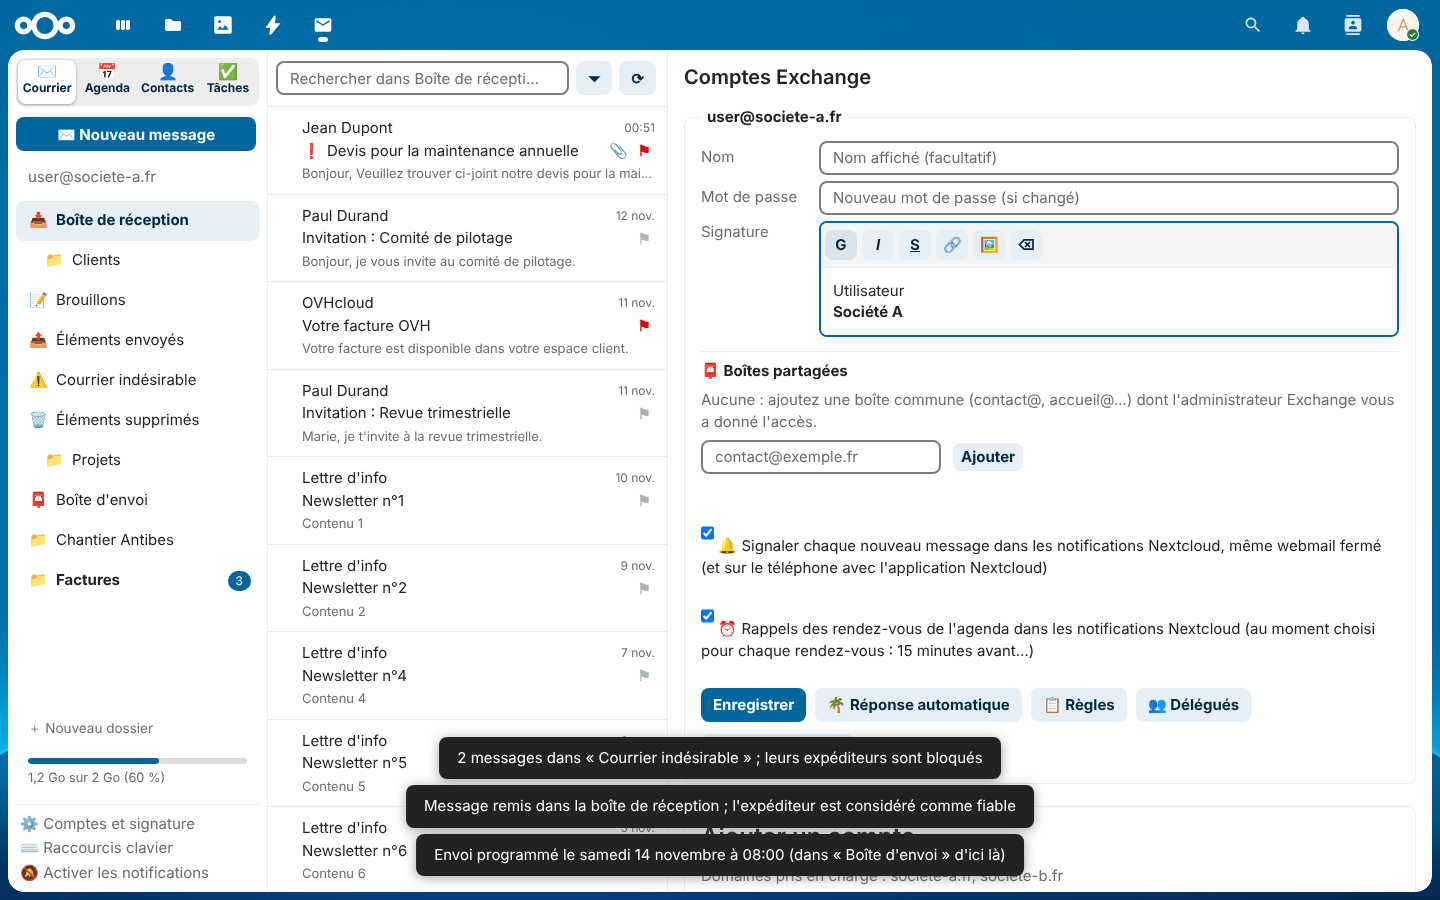 A
Courrier
Agenda
Contacts
Tâches
Nouveau message
user@societe-a.fr
Boîte de réception
Clients
Brouillons
Éléments envoyés
Courrier indésirable
Éléments supprimés
Projets
Boîte d'envoi
Chantier Antibes
Factures 3
+ Nouveau dossier
1,2 Go sur 2 Go (60 %)
Comptes et signature
Raccourcis clavier
Activer les notifications
Rechercher dans Boîte de récepti...
Jean Dupont 00:51
Devis pour la maintenance annuelle
Bonjour, Veuillez trouver ci-joint notre devis pour la mai...
Paul Durand 12 nov.
Invitation : Comité de pilotage
Bonjour, je vous invite au comité de pilotage.
OVHcloud 11 nov.
Votre facture OVH
Votre facture est disponible dans votre espace client.
Paul Durand 11 nov.
Invitation : Revue trimestrielle
Marie, je t'invite à la revue trimestrielle.
Lettre d'info 10 nov.
Newsletter n°1
Contenu 1
Lettre d'info 9 nov.
Newsletter n°2
Contenu 2
Lettre d'info 7 nov.
Newsletter n°4
Contenu 4
Lettre d'info
Newsletter n°5
Contenu 5
Lettre d'info
Newsletter n°6
Contenu 6
Comptes Exchange
user@societe-a.fr
Nom
Nom affiché (facultatif)
Mot de passe
Nouveau mot de passe (si changé)
Signature
G I S
Utilisateur
Société A
Boîtes partagées
Aucune : ajoutez une boîte commune (contact@, accueil@...) dont l'administrateur Exchange vous
a donné l'accès.
contact@exemple.fr
Ajouter
Signaler chaque nouveau message dans les notifications Nextcloud, même webmail fermé
(et sur le téléphone avec l'application Nextcloud)
Rappels des rendez-vous de l'agenda dans les notifications Nextcloud (au moment choisi
pour chaque rendez-vous : 15 minutes avant...)
Enregistrer
Réponse automatique
Règles
Délégués
2 messages dans « Courrier indésirable » ; leurs expéditeurs sont bloqués
Message remis dans la boîte de réception ; l'expéditeur est considéré comme fiable
Ajouter un compte
Envoi programmé le samedi 14 novembre à 08:00 (dans « Boîte d'envoi » d'ici là)
Domaines pris en charge : societe-a.fr, societe-b.fr